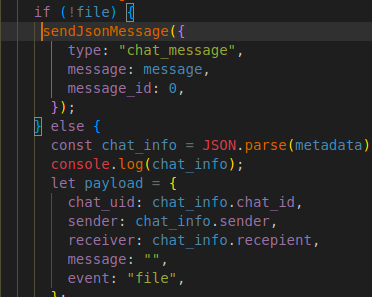 if (!file) {
sendJsonMessage({
type: "chat_message",
message: message,
message_id: 0,
});
} else {
const chat_info = JSON.parse(metadata)
console.log(chat_info);
let payload = {
chat_uid: chat_info.chat_id,
sender: chat_info.sender,
receiver: chat_info.recepient,
message: "",
event: "file",
};